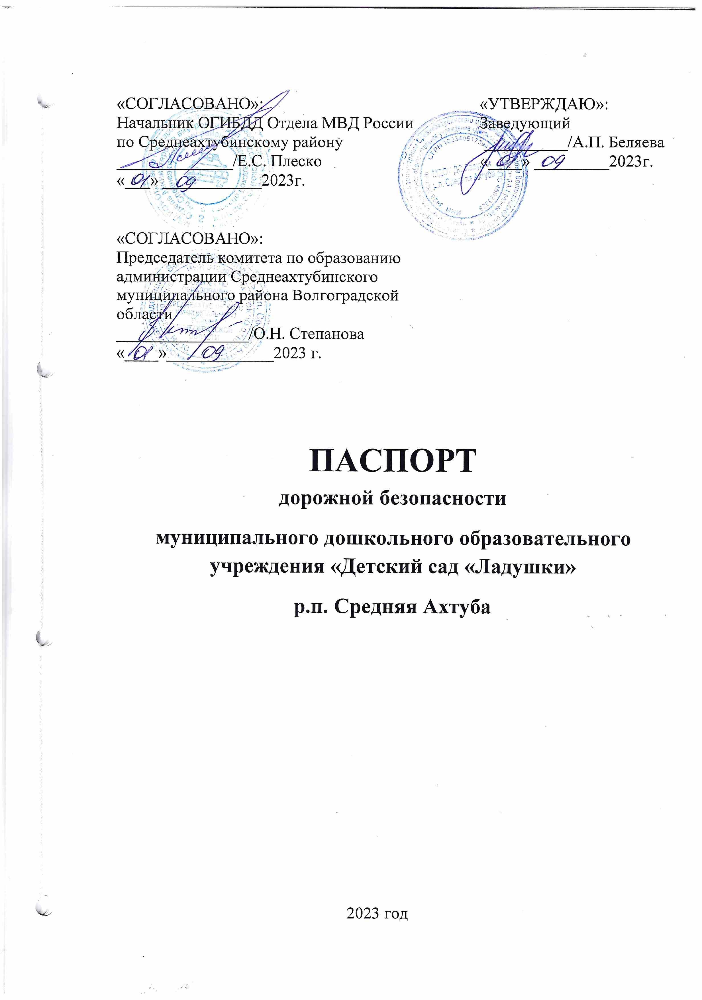 «СОГЛАСОВАНО»:
Начальник ОГИБДД Отдела МВД России
по Среднеахтубинскому району
______________/Е.С. Плеско
«01» 09 2023г.
«УТВЕРЖДАЮ»:
Заведующий
__________/А.П. Беляева
«01» 09 2023г.
«СОГЛАСОВАНО»:
Председатель комитета по образованию
администрации Среднеахтубинского
муниципального района Волгоградской
области
________________/О.Н. Степанова
«01» 09 2023 г.
ПАСПОРТ
дорожной безопасности
муниципального дошкольного образовательного
учреждения «Детский сад «Ладушки»
р.п. Средняя Ахтуба
2023 год